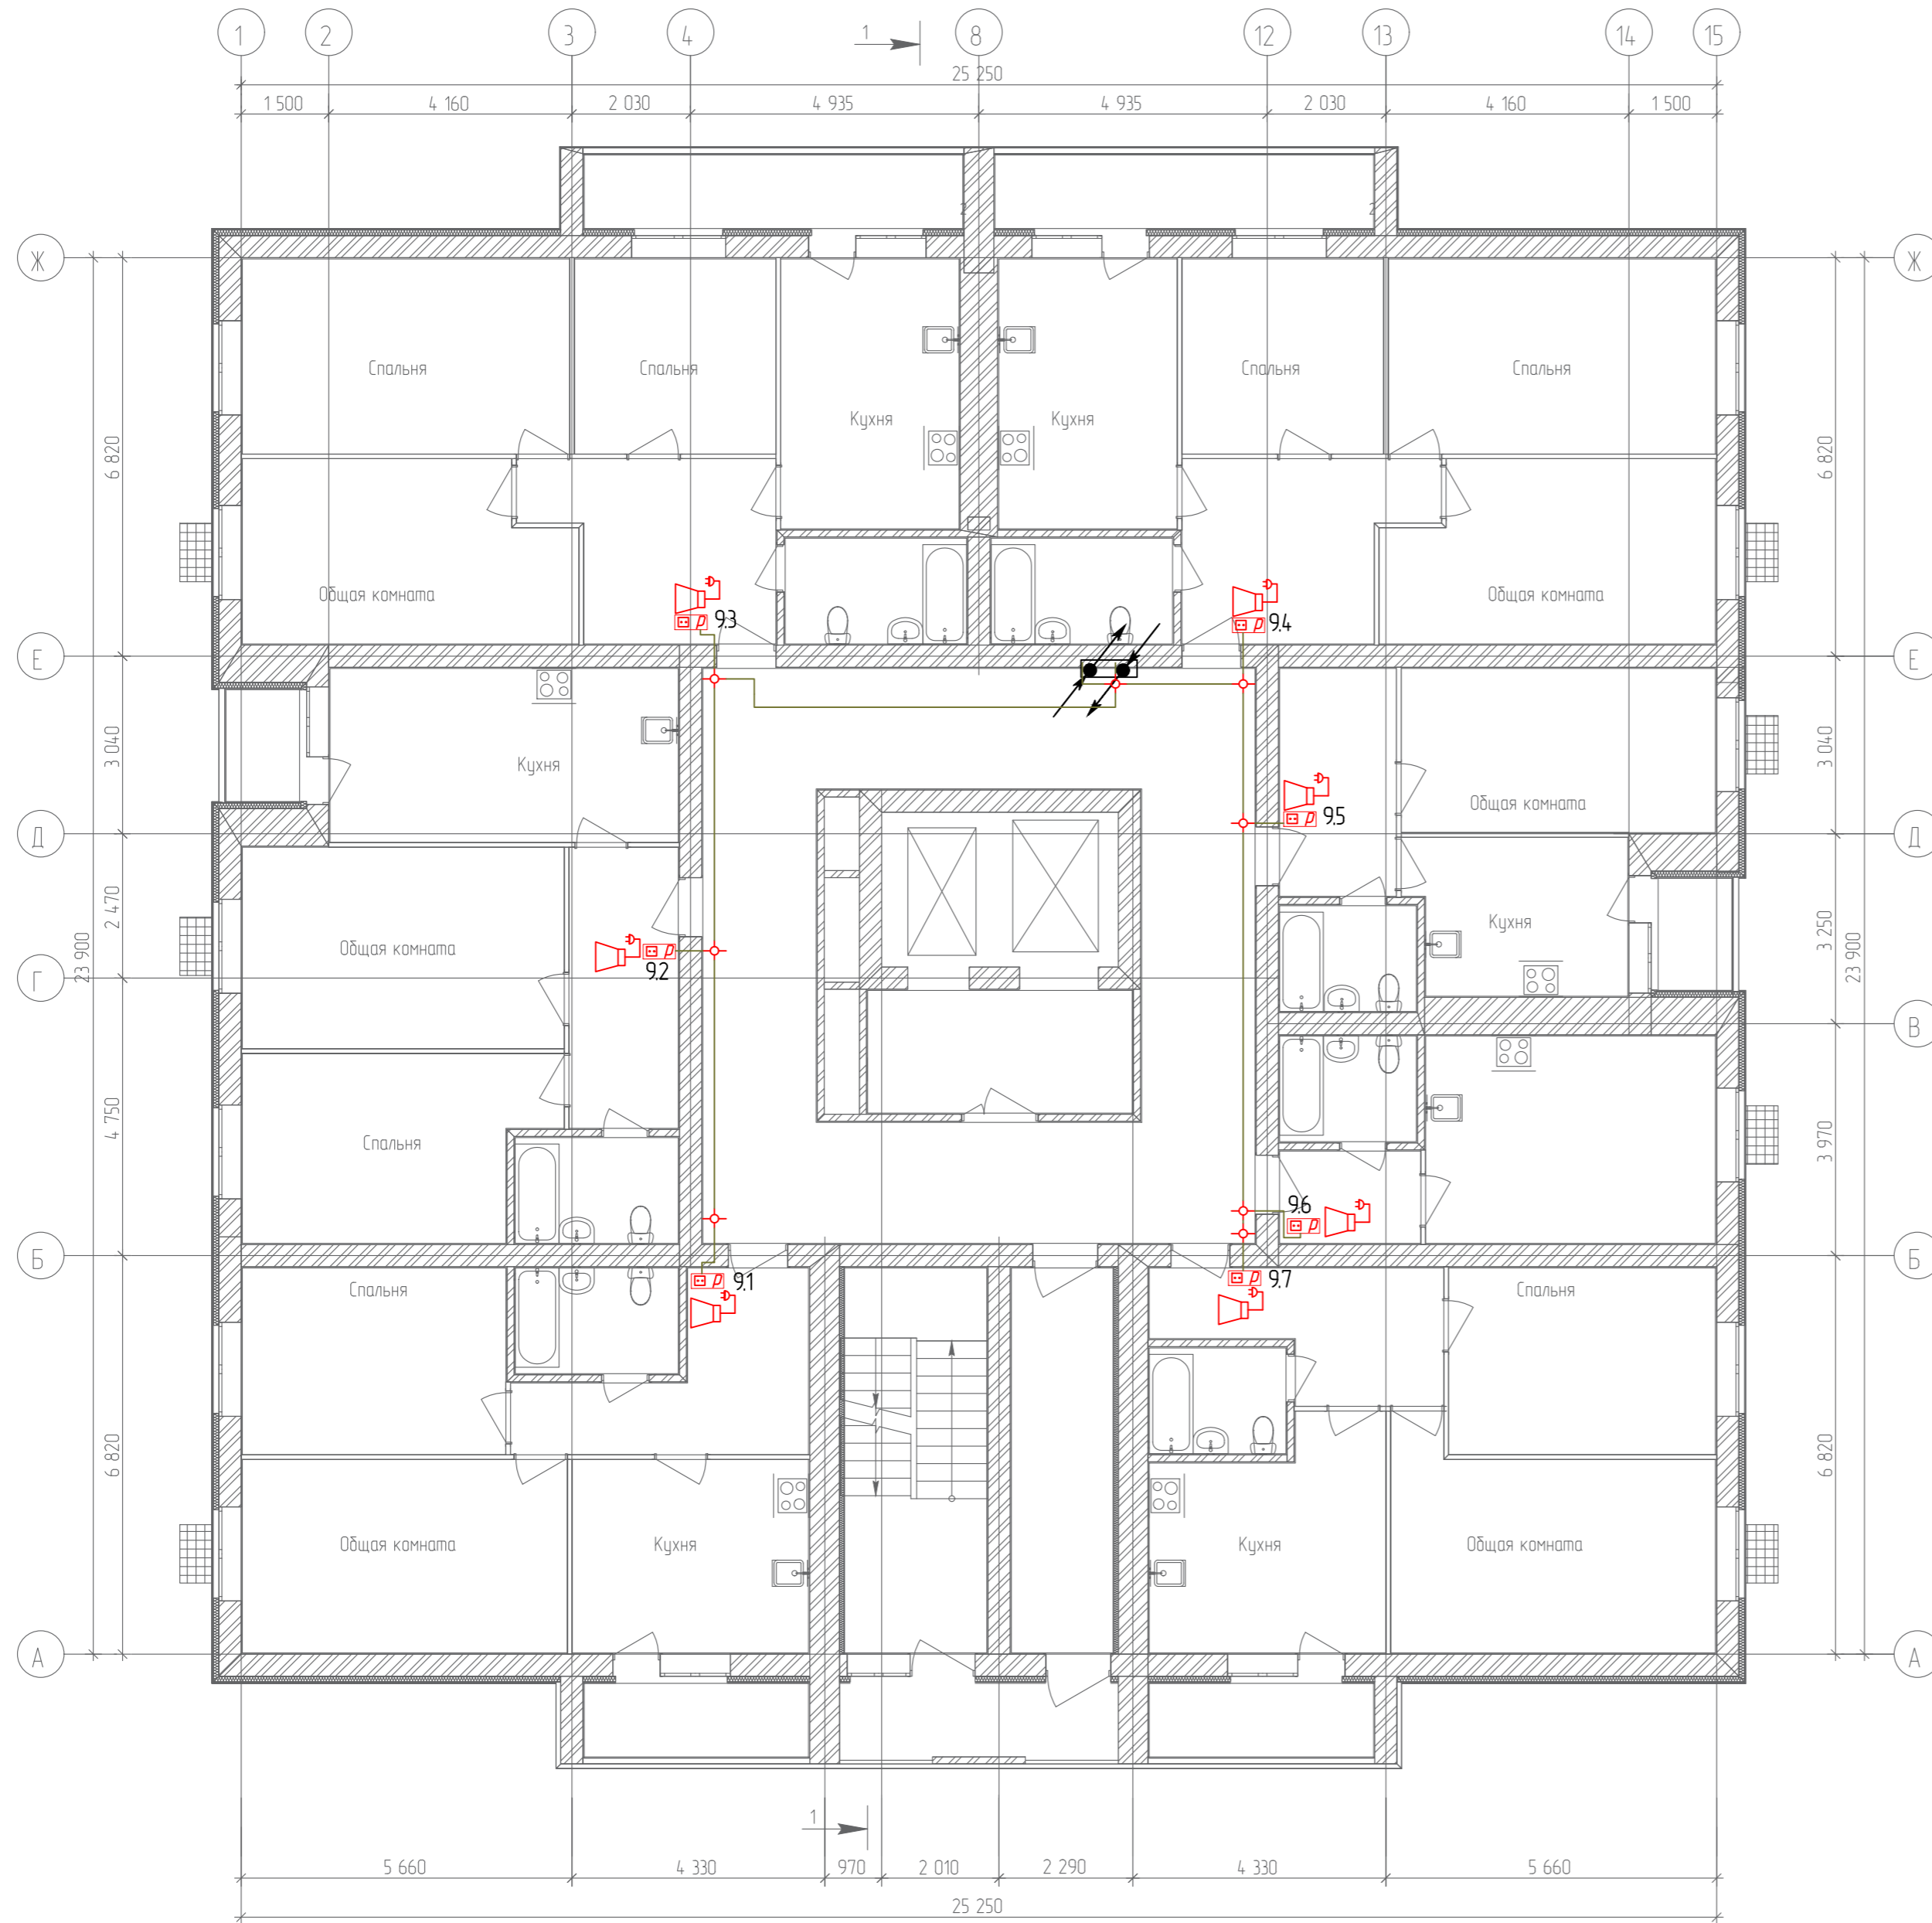 1 2 3 4 8 12 13 14 15
1
25 250
1 500 4 160 2 030 4 935 4 935 2 030 4 160 1 500
2 2
Ж Ж
Спальня Спальня Спальня Спальня
Кухня Кухня
6 820 6 820
Общая комната Общая комната
р 9.3 р 9.4
Е Е
3 040 3 040
Кухня
Общая комната
р 9.5
Д Д
2 470
Кухня
3 250
23 900 23 900
Общая комната
р
9.2
Г
В
4 750
Спальня
3 970
9.6
р
Б Б
р 9.1 р 9.7
Спальня Спальня
6 820 6 820
Общая комната Кухня Кухня Общая комната
А А
1
5 660 4 330 970 2 010 2 290 4 330 5 660
25 250